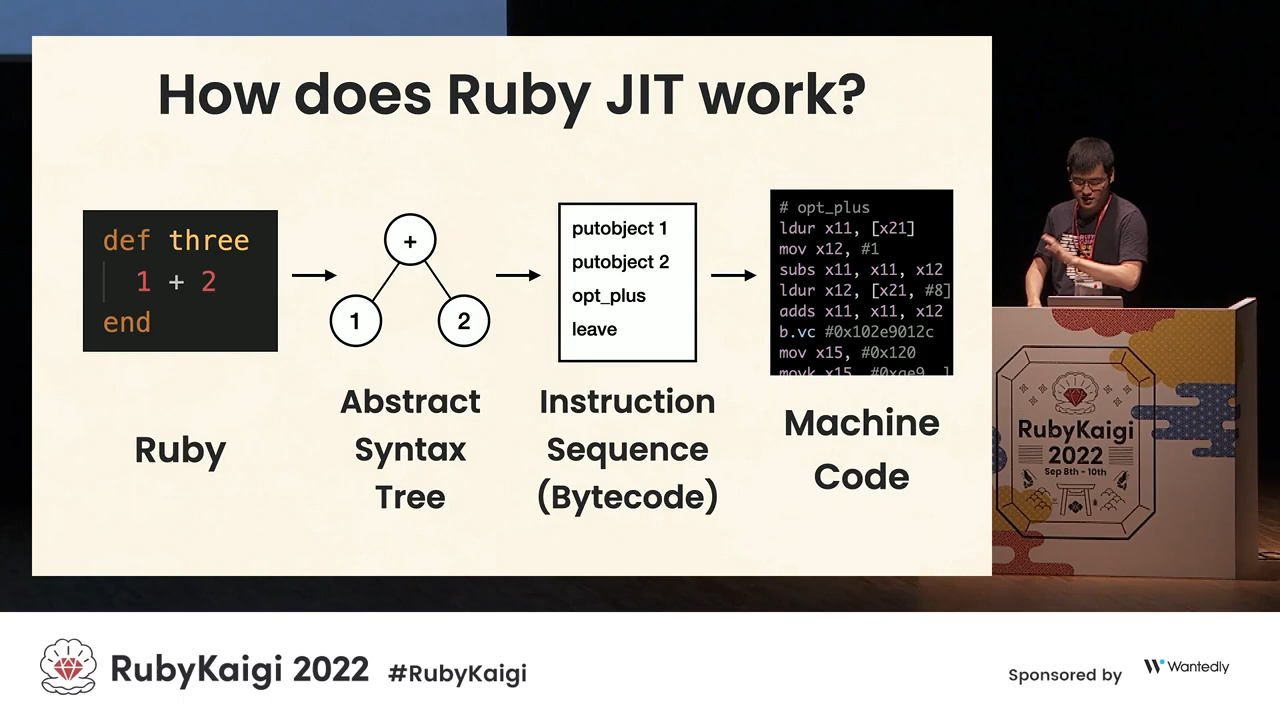 How does Ruby JIT work?
def three
1 + 2
end
Ruby
+
1 2
Abstract
Syntax
Tree
putobject 1
putobject 2
opt_plus
leave
Instruction
Sequence
(Bytecode)
# opt_plus
ldur x11, [x21]
mov x12, #1
subs x11, x11, x12
ldur x12, [x21, #8]
adds x11, x11, x12
b.vc #0x102e9012c
mov x15, #0x120
movk x15,
Machine
Code
RubyKaigi
2022
Sep 8th - 10th
RubyKaigi 2022 #RubyKaigi
Sponsored by Wantedly